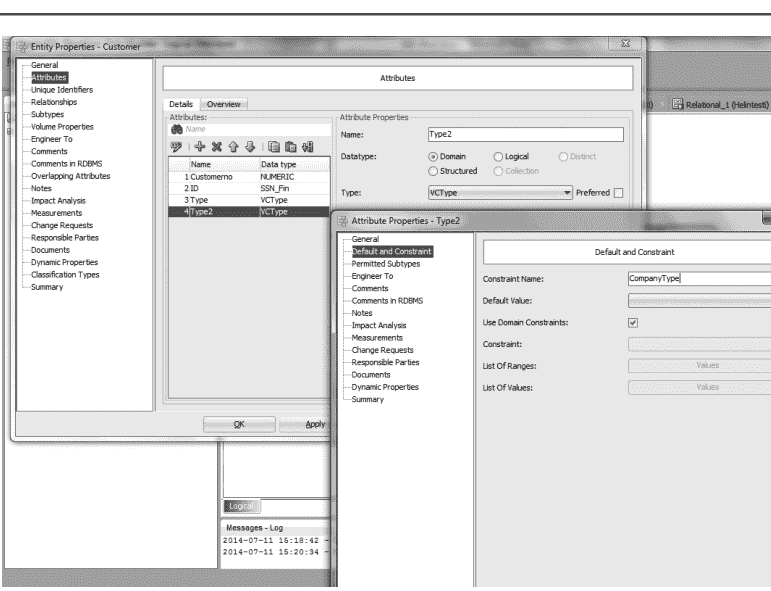 Entity Properties - Customer
General
Attributes
Unique Identifiers
Relationships
Subtypes
Volume Properties
Engineer To
Comments
Comments in RDBMS
Overlapping Attributes
Notes
Impact Analysis
Measurements
Change Requests
Responsible Parties
Documents
Dynamic Properties
Classification Types
Summary
Attributes
Details Overview
Attributes:
Name
Name Data type
1 Customerno NUMERIC
2 ID SSN_Fin
3 Type VCType
4 Type2 VCType
Attribute Properties
Name: Type2
Datatype: Domain Logical Distinct
Structured Collection
Type: VCType Preferred
OK Apply
Relational_1 (Helintesti)
Attribute Properties - Type2
General
Default and Constraint
Permitted Subtypes
Engineer To
Comments
Comments in RDBMS
Notes
Impact Analysis
Measurements
Change Requests
Responsible Parties
Documents
Dynamic Properties
Summary
Default and Constraint
Constraint Name: CompanyType
Default Value:
Use Domain Constraints:
Constraint:
List Of Ranges: Values
List Of Values: Values
Logical
Messages - Log
2014-07-11 15:18:42 -
2014-07-11 15:20:34 -